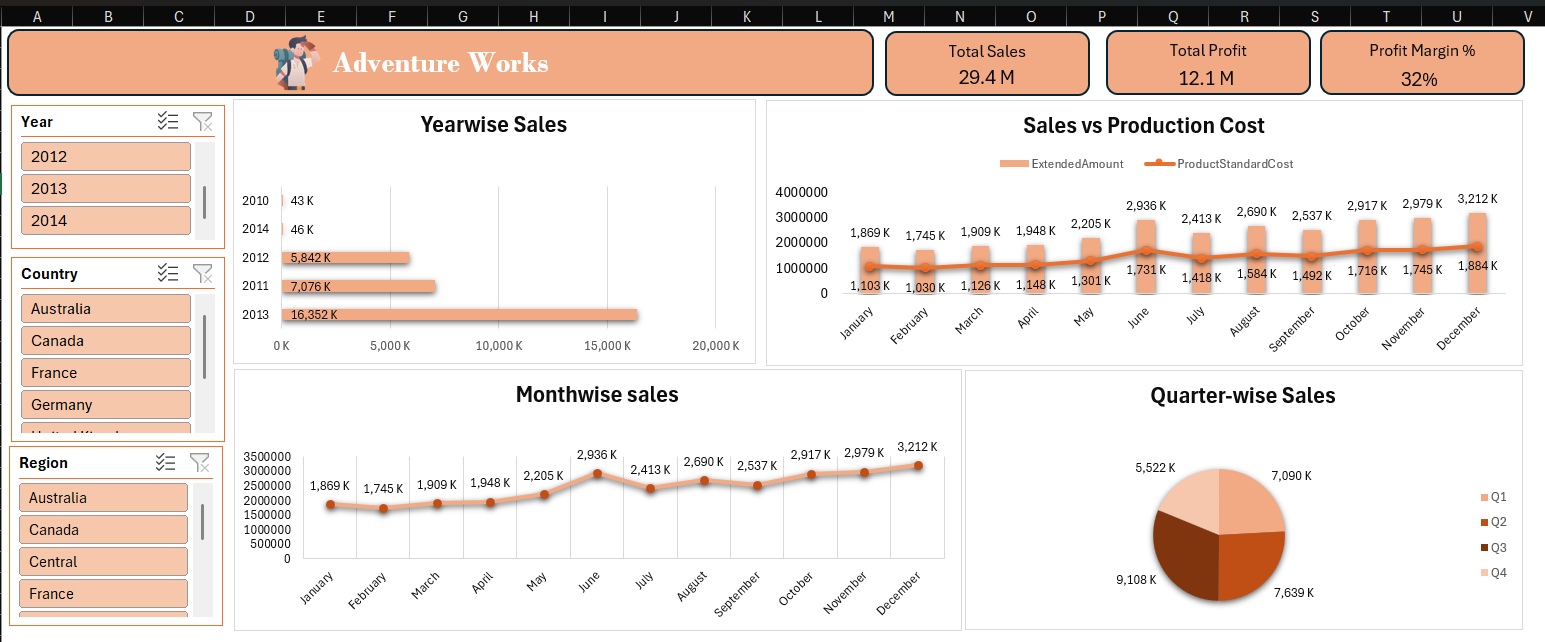 A B C D E F G H I J K L M N O P Q R S T U V
Adventure Works
Total Sales
29.4 M
Total Profit
12.1 M
Profit Margin %
32%
Year
2012
2013
2014
Country
Australia
Canada
France
Germany
Region
Australia
Canada
Central
France
Yearwise Sales
2010 43 K
2014 46 K
2012 5,842 K
2011 7,076 K
2013 16,352 K
0 K 5,000 K 10,000 K 15,000 K 20,000 K
Sales vs Production Cost
ExtendedAmount ProductStandardCost
4000000
3000000
2000000
1000000
0
1,869 K 1,745 K 1,909 K 1,948 K 2,205 K 2,936 K 2,413 K 2,690 K 2,537 K 2,917 K 2,979 K 3,212 K
1,103 K 1,030 K 1,126 K 1,148 K 1,301 K 1,731 K 1,418 K 1,584 K 1,492 K 1,716 K 1,745 K 1,884 K
January February March April May June July August September October November December
Monthwise sales
3500000
3000000
2500000
2000000
1500000
1000000
500000
0
1,869 K 1,745 K 1,909 K 1,948 K 2,205 K 2,936 K 2,413 K 2,690 K 2,537 K 2,917 K 2,979 K 3,212 K
January February March April May June July August September October November December
Quarter-wise Sales
5,522 K 7,090 K
9,108 K 7,639 K
Q1
Q2
Q3
Q4